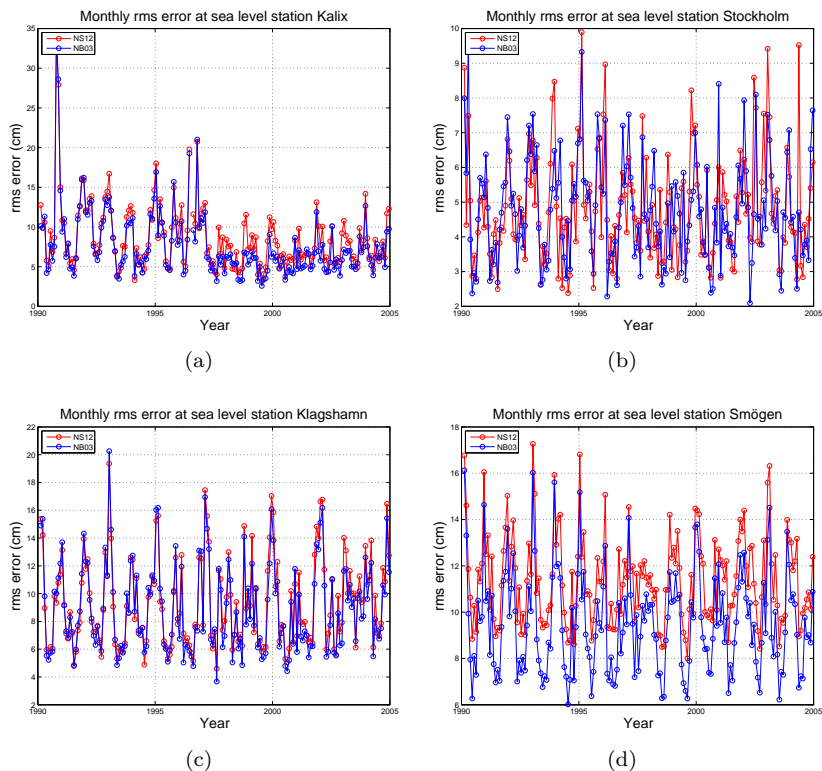 Monthly rms error at sea level station Kalix
NS12
NB03
35
30
25
20
15
10
5
0
rms error (cm)
1990
1995
2000
2005
Year
(a)
Monthly rms error at sea level station Stockholm
NS12
NB03
10
9
8
7
6
5
4
3
2
rms error (cm)
1990
1995
2000
2005
Year
(b)
Monthly rms error at sea level station Klagshamn
NS12
NB03
22
20
18
16
14
12
10
8
6
4
2
rms error (cm)
1990
1995
2000
2005
Year
(c)
Monthly rms error at sea level station Smögen
NS12
NB03
18
16
14
12
10
8
6
rms error (cm)
1990
1995
2000
2005
Year
(d)